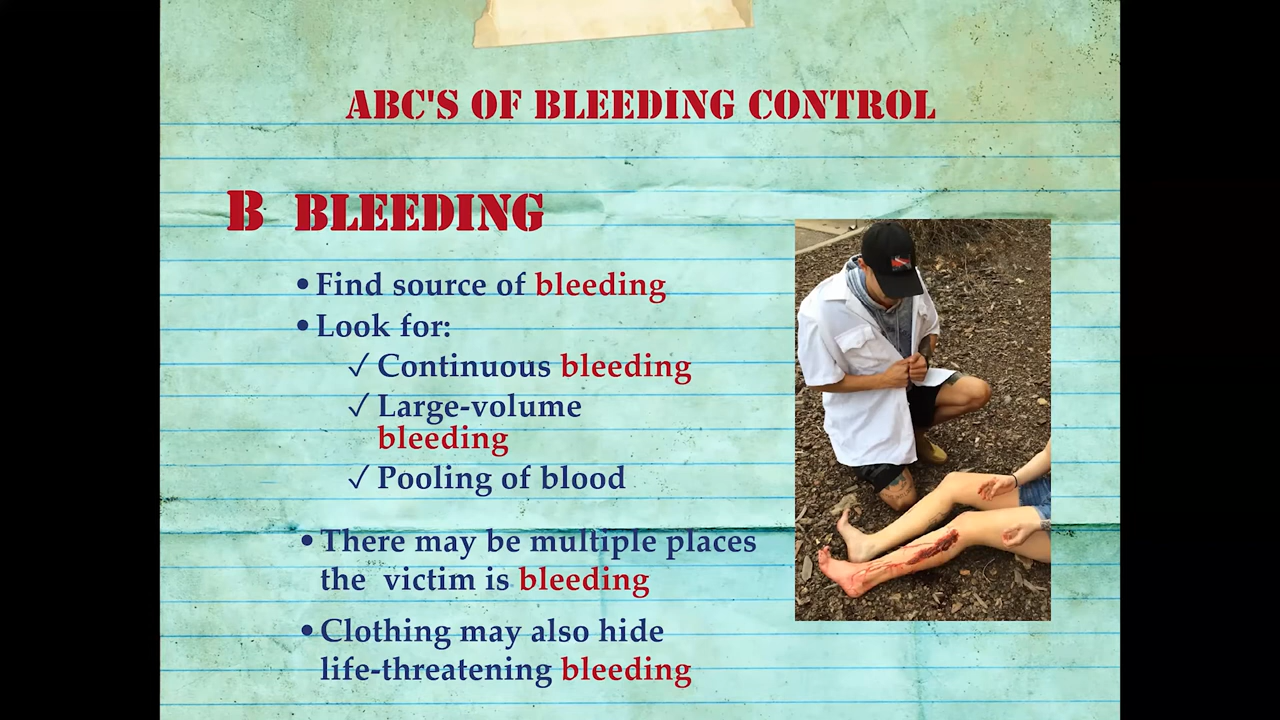 ABC'S OF BLEEDING CONTROL
B BLEEDING
• Find source of bleeding
• Look for:
✓ Continuous bleeding
✓ Large-volume
bleeding
✓ Pooling of blood
• There may be multiple places
the victim is bleeding
• Clothing may also hide
life-threatening bleeding